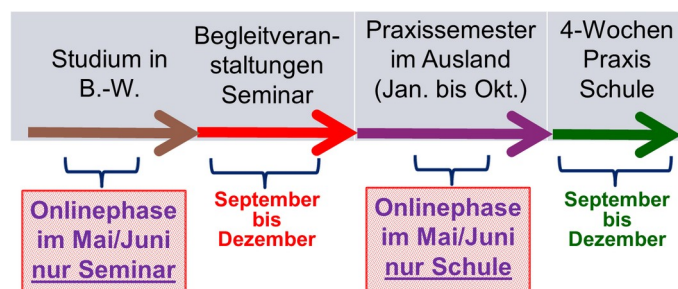 Studium in
B.-W.
Begleitveran-
staltungen
Seminar
Praxissemester
im Ausland
(Jan. bis Okt.)
4-Wochen
Praxis
Schule
Onlinephase
im Mai/Juni
nur Seminar
September
bis
Dezember
Onlinephase
im Mai/Juni
nur Schule
September
bis
Dezember